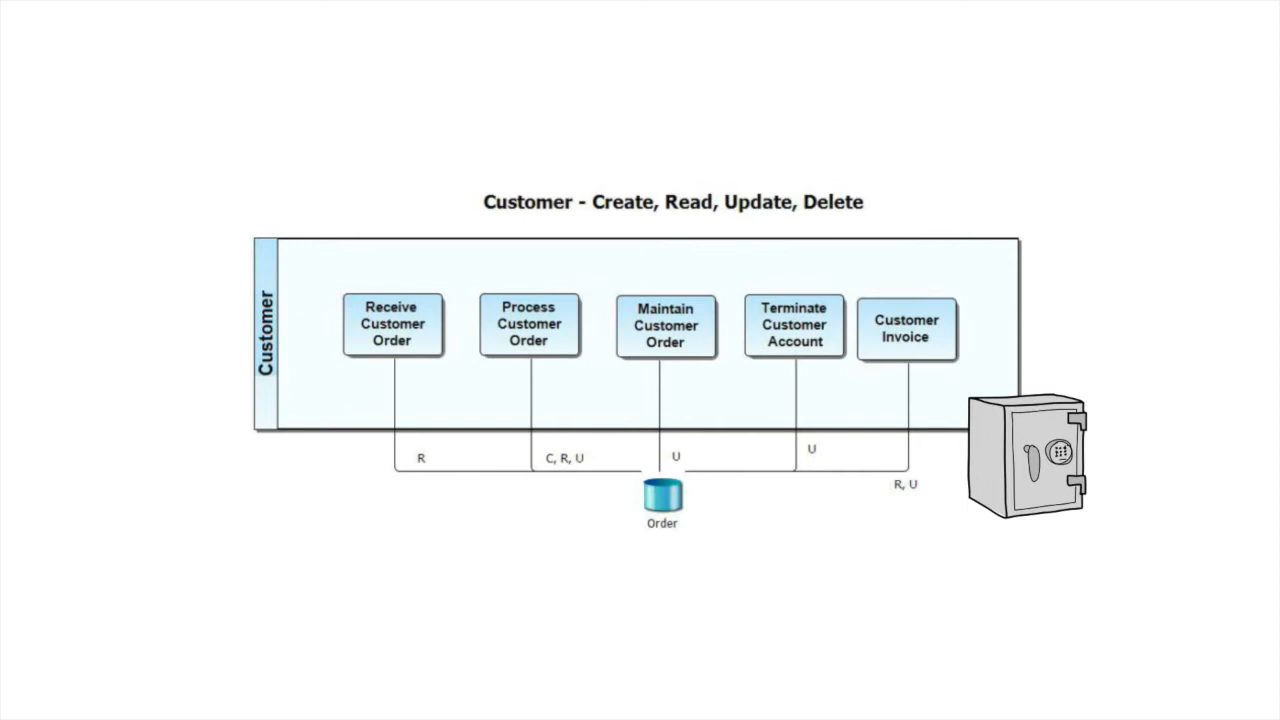 Customer - Create, Read, Update, Delete
Customer
Receive
Customer
Order
Process
Customer
Order
Maintain
Customer
Order
Terminate
Customer
Account
Customer
Invoice
R
C, R, U
U
U
R, U
Order